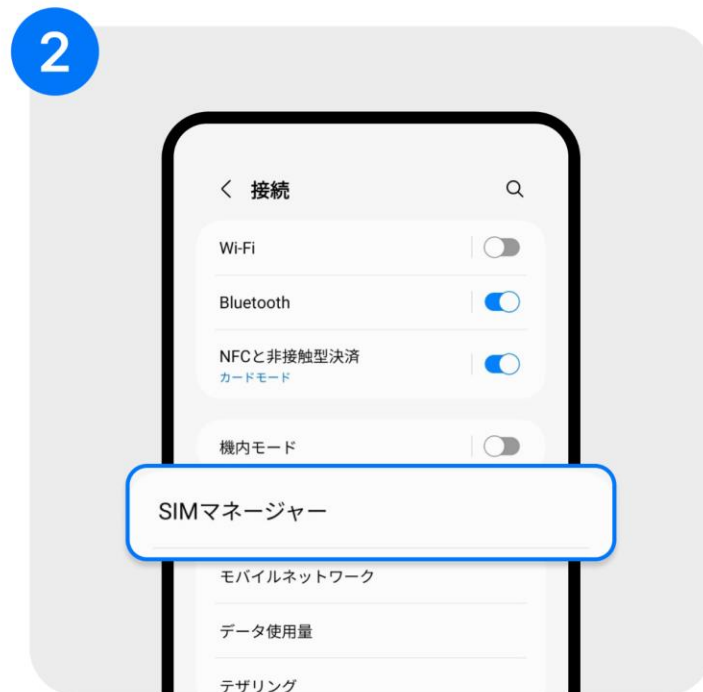 2
接続
Wi-Fi
Bluetooth
NFCと非接触型決済
カードモード
機内モード
SIMマネージャー
モバイルネットワーク
データ使用量
テザリング